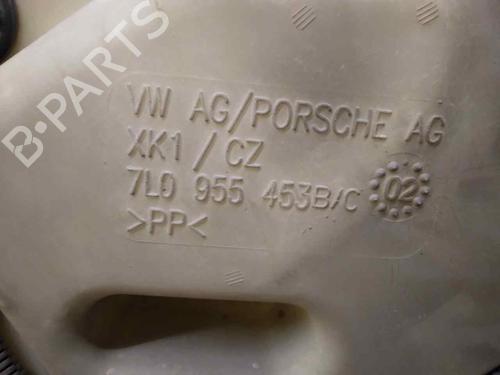 VW AG/PORSCHE AG
XK1 / CZ
7L0 955 453B/C 02
>PP<
B-PARTS